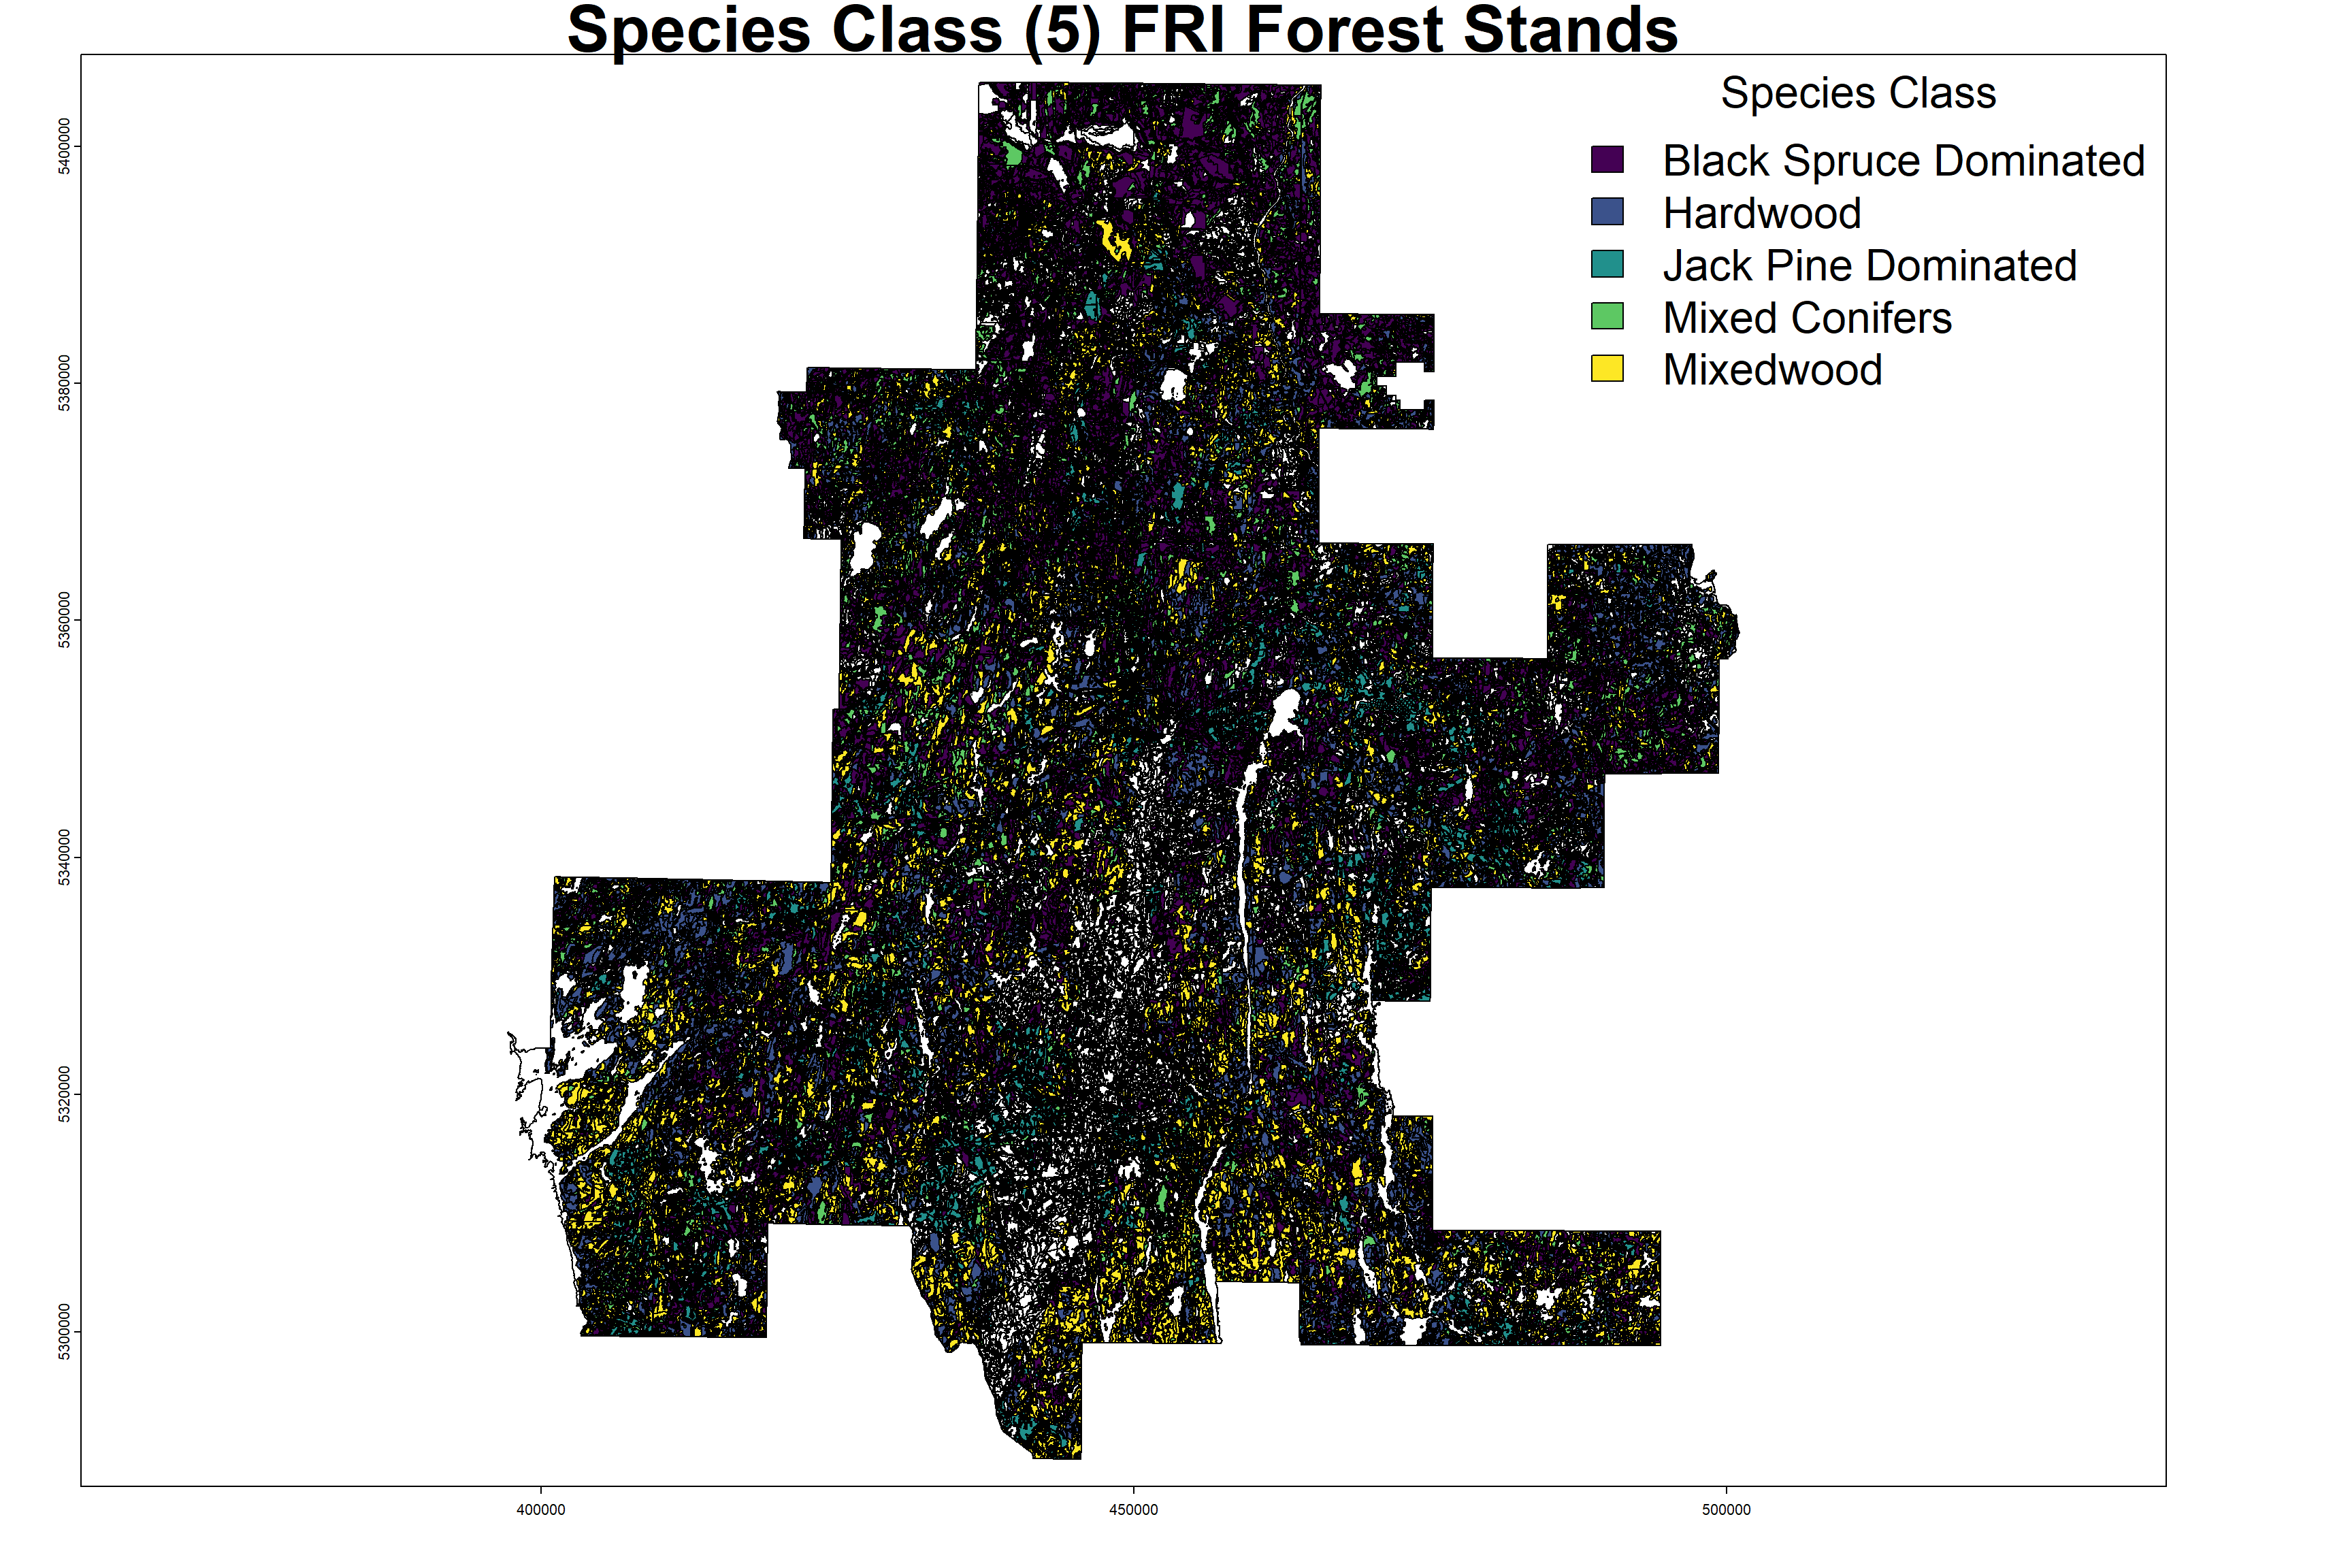 Species Class (5) FRI Forest Stands
Species Class
Black Spruce Dominated
Hardwood
Jack Pine Dominated
Mixed Conifers
Mixedwood
5400000
5380000
5360000
5340000
5320000
5300000
400000
450000
500000